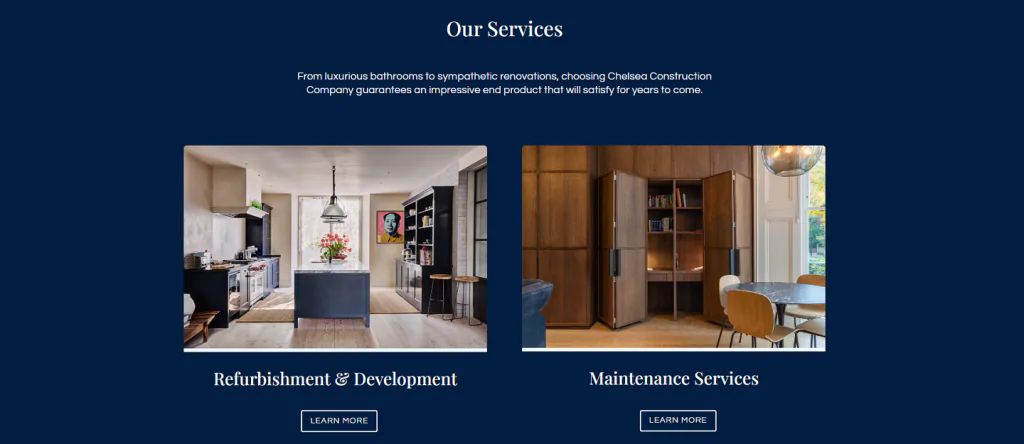 Our Services
From luxurious bathrooms to sympathetic renovations, choosing Chelsea Construction
Company guarantees an impressive end product that will satisfy for years to come.
Refurbishment & Development
Maintenance Services
LEARN MORE
LEARN MORE